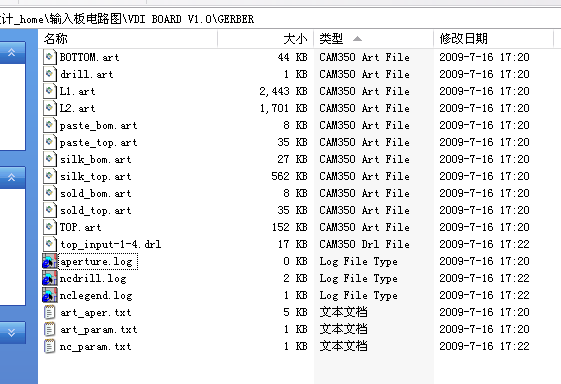 计_home\输入板电路图\VDI BOARD V1.0\GERBER
名称 大小 类型 修改日期
BOTTOM.art 44 KB CAM350 Art File 2009-7-16 17:20
drill.art 1 KB CAM350 Art File 2009-7-16 17:20
L1.art 2,443 KB CAM350 Art File 2009-7-16 17:20
L2.art 1,701 KB CAM350 Art File 2009-7-16 17:20
paste_bom.art 8 KB CAM350 Art File 2009-7-16 17:20
paste_top.art 35 KB CAM350 Art File 2009-7-16 17:20
silk_bom.art 27 KB CAM350 Art File 2009-7-16 17:20
silk_top.art 562 KB CAM350 Art File 2009-7-16 17:20
sold_bom.art 8 KB CAM350 Art File 2009-7-16 17:20
sold_top.art 35 KB CAM350 Art File 2009-7-16 17:20
TOP.art 152 KB CAM350 Art File 2009-7-16 17:20
top_input-1-4.drl 17 KB CAM350 Drl File 2009-7-16 17:22
aperture.log 0 KB Log File Type 2009-7-16 17:20
ncdrill.log 2 KB Log File Type 2009-7-16 17:22
nclegend.log 1 KB Log File Type 2009-7-16 17:22
art_aper.txt 5 KB 文本文档 2009-7-16 17:20
art_param.txt 1 KB 文本文档 2009-7-16 17:20
nc_param.txt 1 KB 文本文档 2009-7-16 17:22